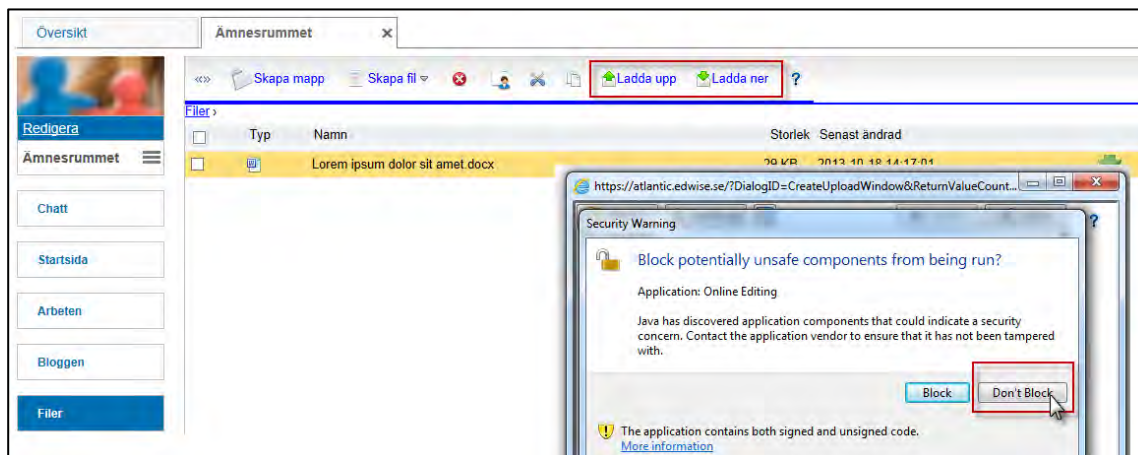 Översikt
Ämnesrummet x
Redigera
Ämnesrummet
Chatt
Startsida
Arbeten
Bloggen
Filer
«» Skapa mapp Skapa fil Ladda upp Ladda ner ?
Filer ›
Typ Namn Storlek Senast ändrad
Lorem ipsum dolor sit amet.docx 29 KB 2013-10-18 14:17:01
https://atlantic.edwise.se/?DialogID=CreateUploadWindow&ReturnValueCount...
?
Security Warning
Block potentially unsafe components from being run?
Application: Online Editing
Java has discovered application components that could indicate a security
concern. Contact the application vendor to ensure that it has not been tampered
with.
Block Don't Block
The application contains both signed and unsigned code.
More information